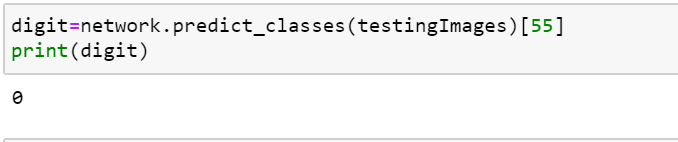 digit=network.predict_classes(testingImages)[55]
print(digit)
0